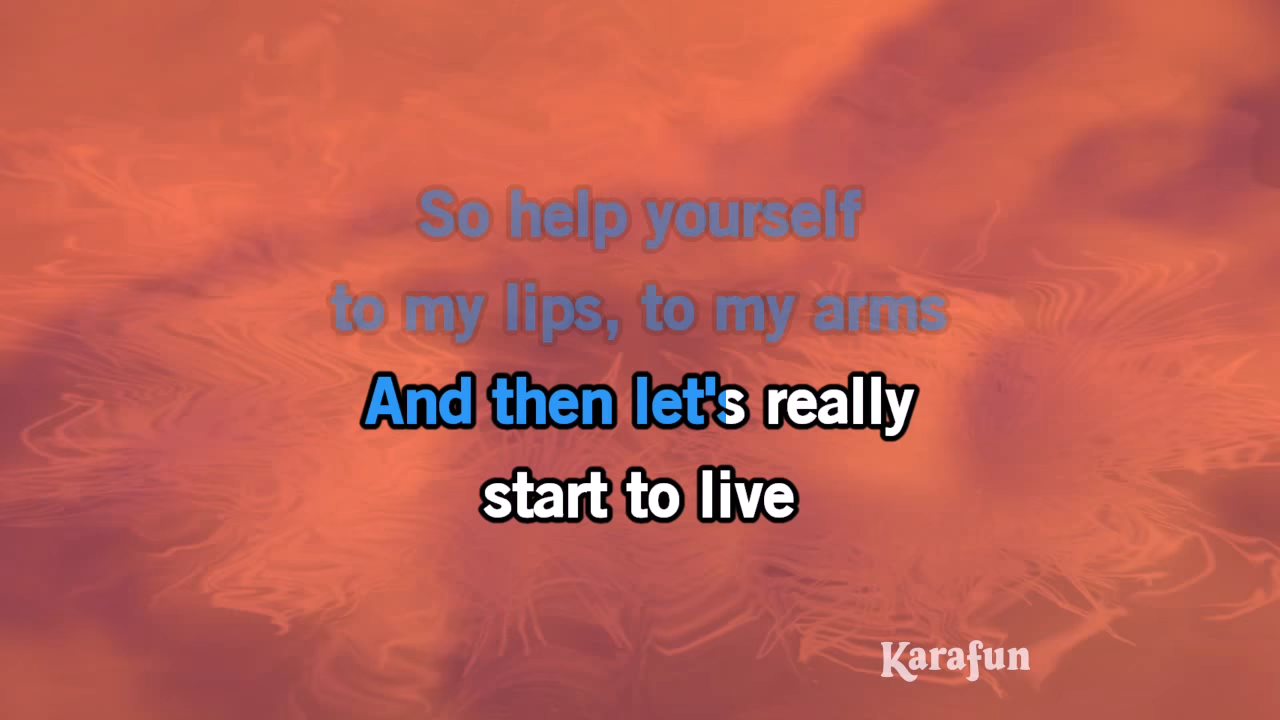 So help yourself
to my lips, to my arms
And then let's really
start to live
Karafun